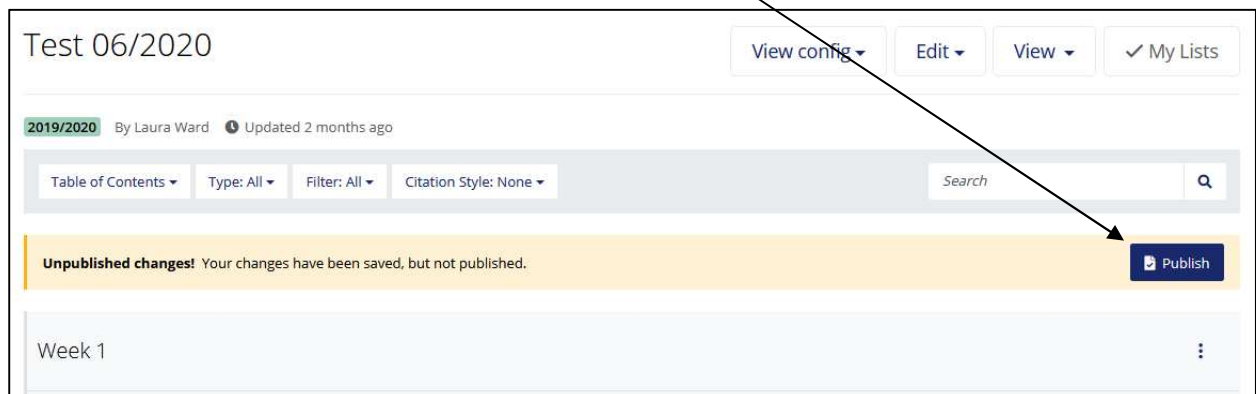 Test 06/2020
View config Edit View My Lists
2019/2020 By Laura Ward Updated 2 months ago
Table of Contents Type: All Filter: All Citation Style: None Search
Unpublished changes! Your changes have been saved, but not published. Publish
Week 1